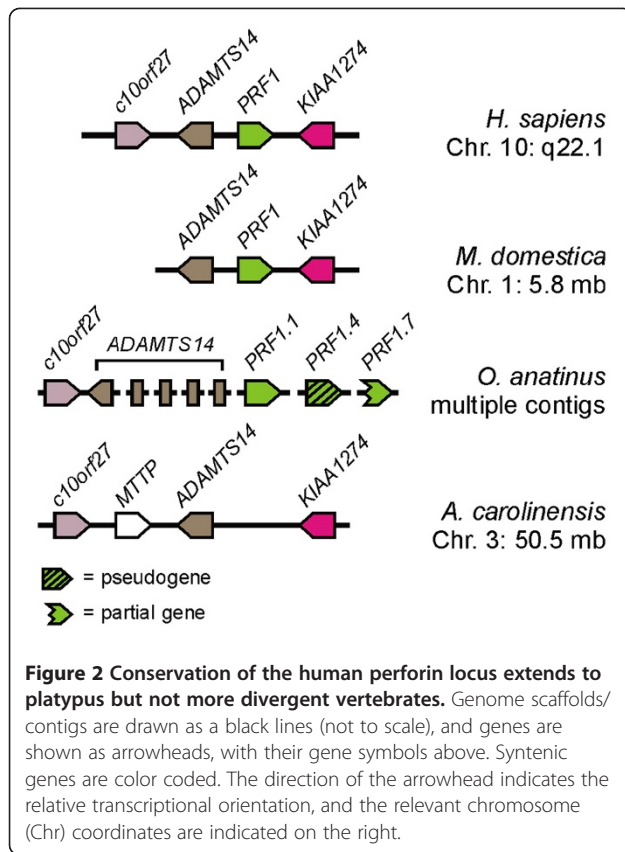 c10orf27 ADAMTS14 PRF1 KIAA1274
H. sapiens
Chr. 10: q22.1
ADAMTS14 PRF1 KIAA1274
M. domestica
Chr. 1: 5.8 mb
c10orf27 ADAMTS14 PRF1.1 PRF1.4 PRF1.7
O. anatinus
multiple contigs
c10orf27 MTTP ADAMTS14 KIAA1274
A. carolinensis
Chr. 3: 50.5 mb
= pseudogene
= partial gene
Figure 2 Conservation of the human perforin locus extends to
platypus but not more divergent vertebrates. Genome scaffolds/
contigs are drawn as a black lines (not to scale), and genes are
shown as arrowheads, with their gene symbols above. Syntenic
genes are color coded. The direction of the arrowhead indicates the
relative transcriptional orientation, and the relevant chromosome
(Chr) coordinates are indicated on the right.